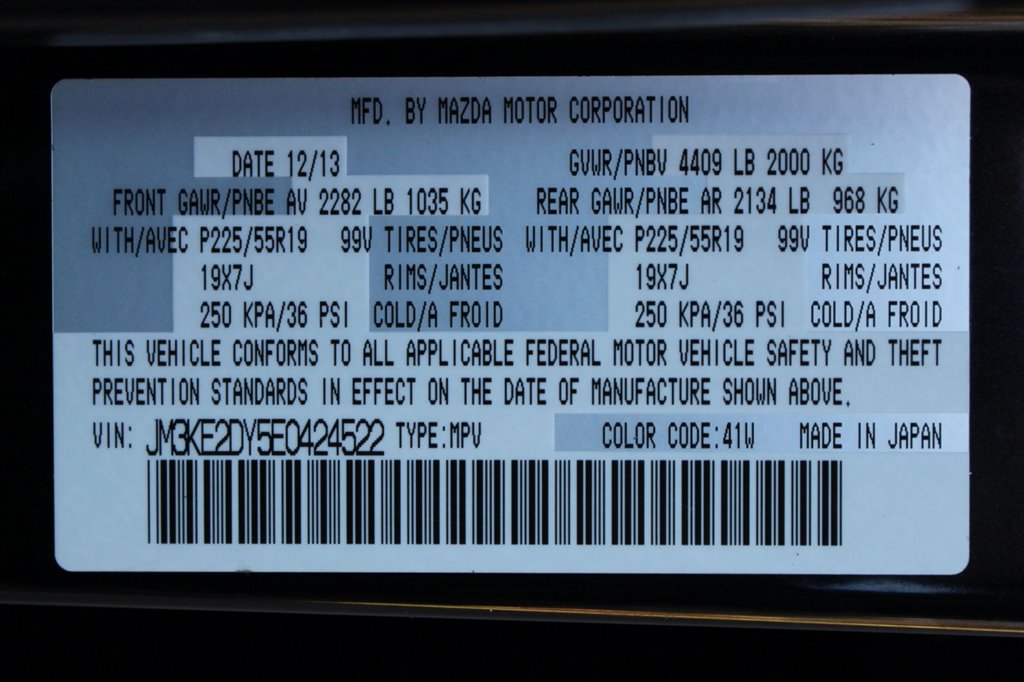 MFD. BY MAZDA MOTOR CORPORATION
DATE 12/13 GVWR/PNBV 4409 LB 2000 KG
FRONT GAWR/PNBE AV 2282 LB 1035 KG REAR GAWR/PNBE AR 2134 LB 968 KG
WITH/AVEC P225/55R19 99V TIRES/PNEUS WITH/AVEC P225/55R19 99V TIRES/PNEUS
19X7J RIMS/JANTES 19X7J RIMS/JANTES
250 KPA/36 PSI COLD/A FROID 250 KPA/36 PSI COLD/A FROID
THIS VEHICLE CONFORMS TO ALL APPLICABLE FEDERAL MOTOR VEHICLE SAFETY AND THEFT
PREVENTION STANDARDS IN EFFECT ON THE DATE OF MANUFACTURE SHOWN ABOVE.
VIN: JM3KE2DY5E0424522 TYPE:MPV COLOR CODE:41W MADE IN JAPAN